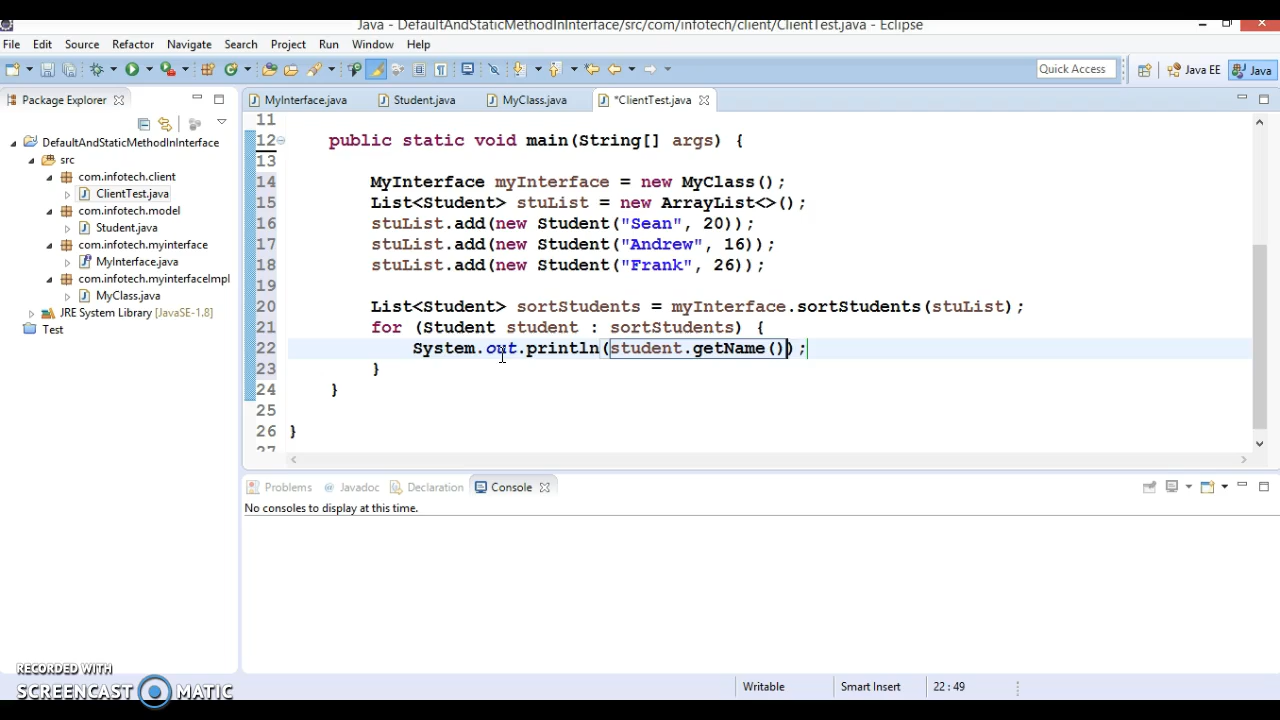 Java - DefaultAndStaticMethodInInterface/src/com/infotech/client/ClientTest.java - Eclipse
File Edit Source Refactor Navigate Search Project Run Window Help
Quick Access Java EE Java
Package Explorer MyInterface.java Student.java MyClass.java *ClientTest.java
DefaultAndStaticMethodInInterface
src
com.infotech.client
ClientTest.java
com.infotech.model
Student.java
com.infotech.myinterface
MyInterface.java
com.infotech.myinterfaceImpl
MyClass.java
JRE System Library [JavaSE-1.8]
Test
11
12 public static void main(String[] args) {
13
14 MyInterface myInterface = new MyClass();
15 List<Student> stuList = new ArrayList<>();
16 stuList.add(new Student("Sean", 20));
17 stuList.add(new Student("Andrew", 16));
18 stuList.add(new Student("Frank", 26));
19
20 List<Student> sortStudents = myInterface.sortStudents(stuList);
21 for (Student student : sortStudents) {
22 System.out.println(student.getName());
23 }
24 }
25
26 }
27
Problems Javadoc Declaration Console
No consoles to display at this time.
Writable Smart Insert 22 : 49
RECORDED WITH
SCREENCAST MATIC